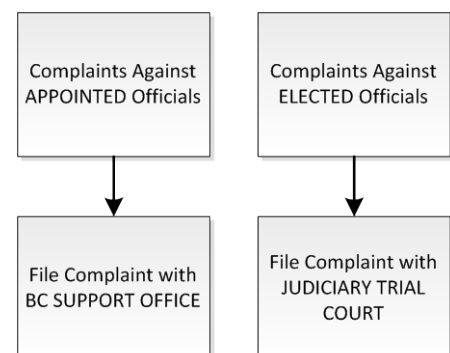 Complaints Against
APPOINTED Officials
Complaints Against
ELECTED Officials
File Complaint with
BC SUPPORT OFFICE
File Complaint with
JUDICIARY TRIAL
COURT